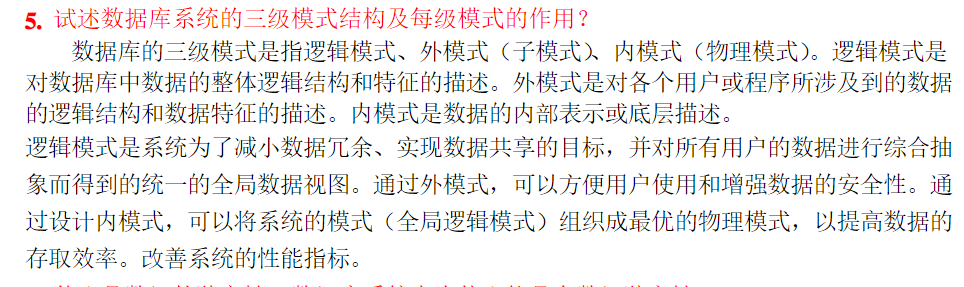 5. 试述数据库系统的三级模式结构及每级模式的作用?
数据库的三级模式是指逻辑模式、外模式（子模式）、内模式（物理模式）。逻辑模式是
对数据库中数据的整体逻辑结构和特征的描述。外模式是对各个用户或程序所涉及到的数据
的逻辑结构和数据特征的描述。内模式是数据的内部表示或底层描述。
逻辑模式是系统为了减小数据冗余、实现数据共享的目标，并对所有用户的数据进行综合抽
象而得到的统一的全局数据视图。通过外模式，可以方便用户使用和增强数据的安全性。通
过设计内模式，可以将系统的模式（全局逻辑模式）组织成最优的物理模式，以提高数据的
存取效率。改善系统的性能指标。